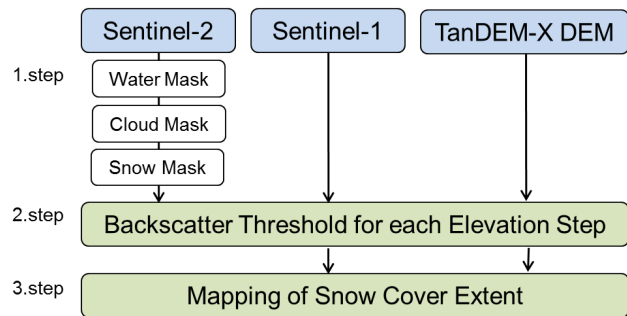 Sentinel-2 Sentinel-1 TanDEM-X DEM
1.step Water Mask
Cloud Mask
Snow Mask
2.step Backscatter Threshold for each Elevation Step
3.step Mapping of Snow Cover Extent